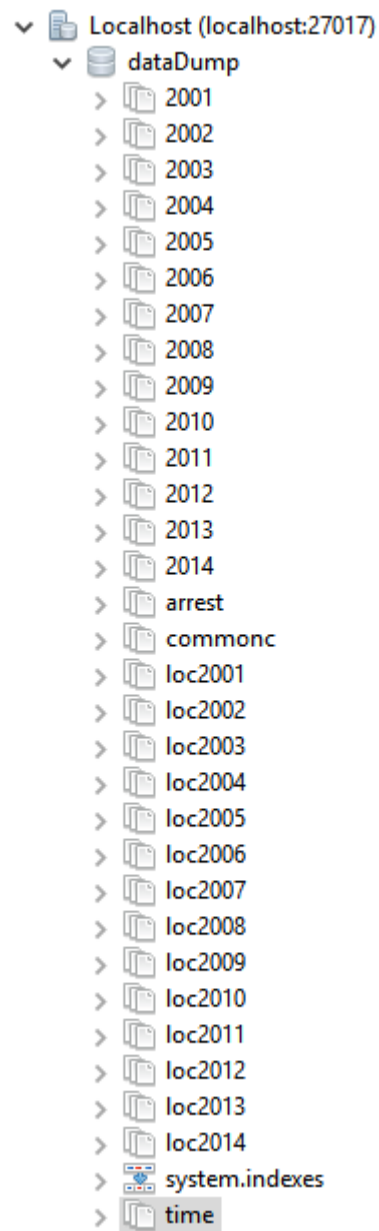 Localhost (localhost:27017)
dataDump
2001
2002
2003
2004
2005
2006
2007
2008
2009
2010
2011
2012
2013
2014
arrest
commonc
loc2001
loc2002
loc2003
loc2004
loc2005
loc2006
loc2007
loc2008
loc2009
loc2010
loc2011
loc2012
loc2013
loc2014
system.indexes
time